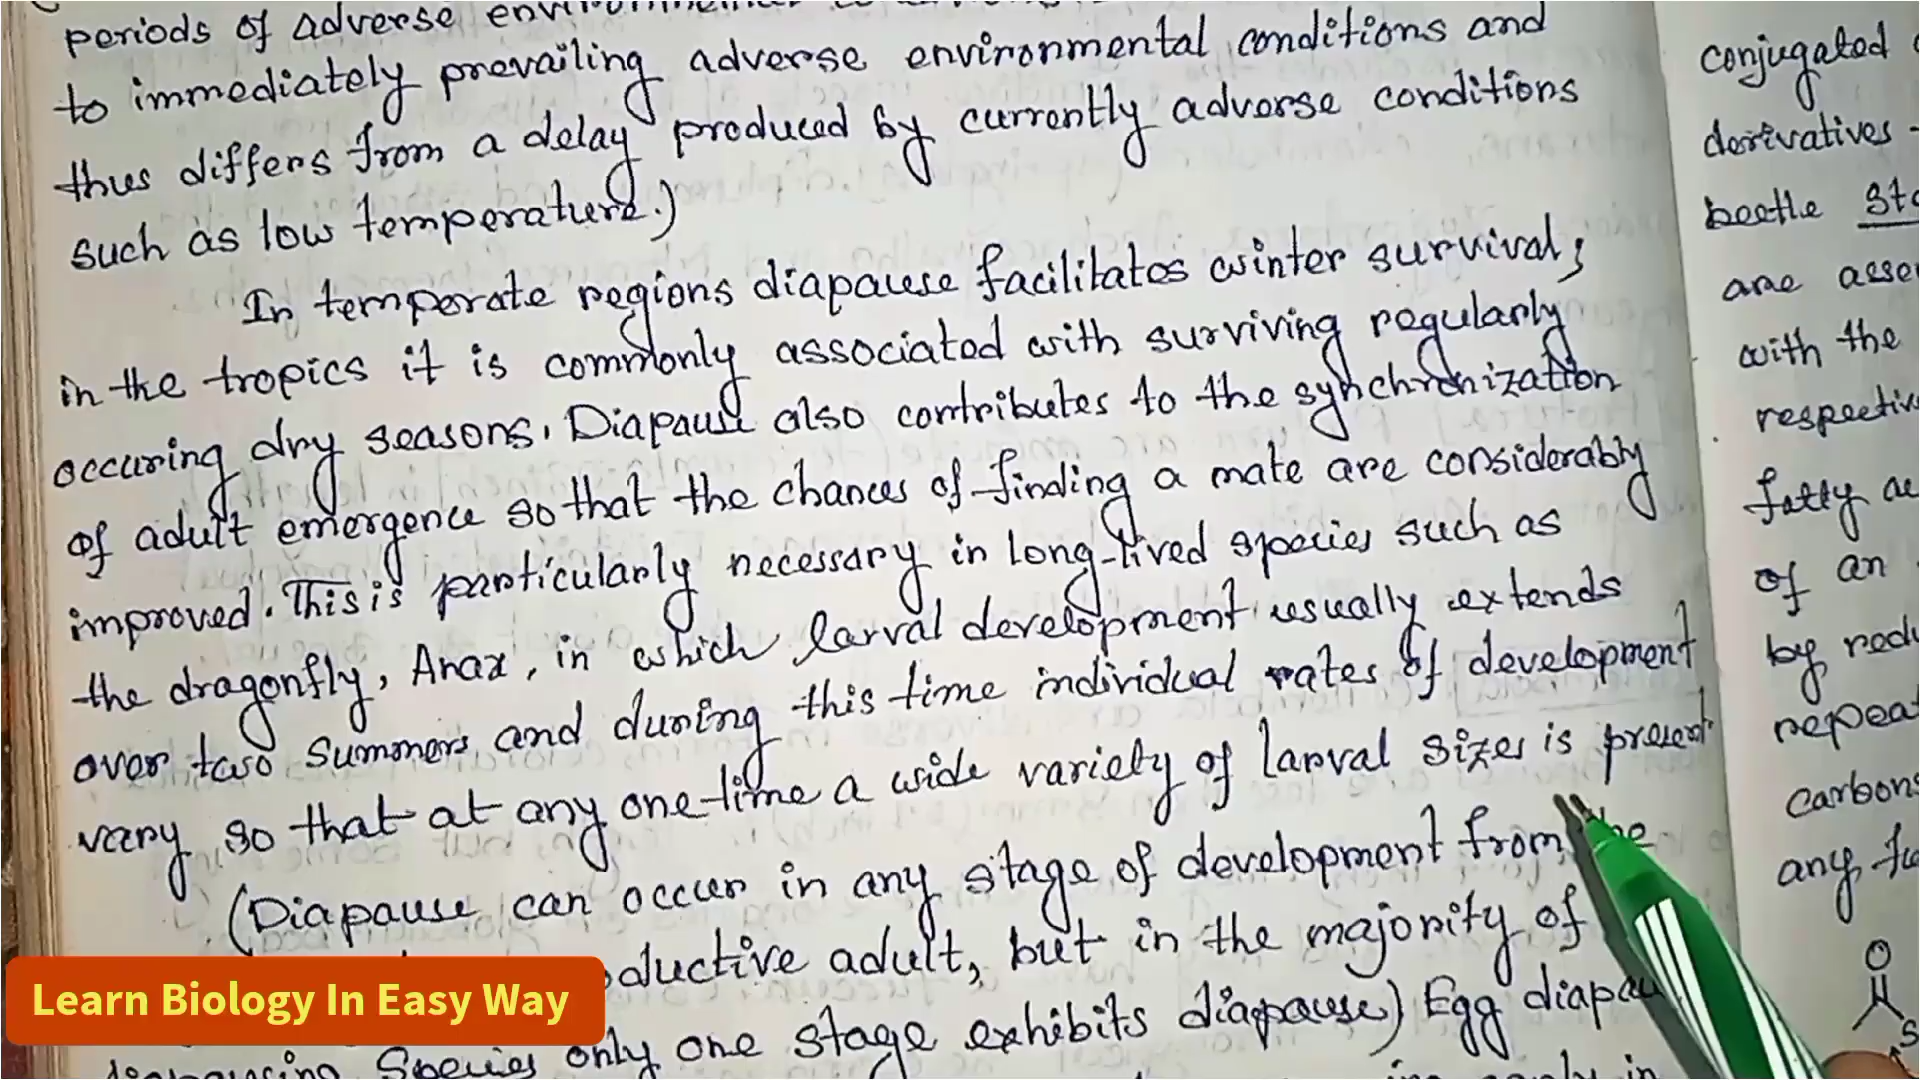 periods of adverse
to immediately prevailing adverse environmental conditions and
thus differs from a delay produced by currently adverse conditions
such as low temperature.)
In temperate regions diapause facilitates winter survival;
in the tropics it is commonly associated with surviving regularly
occuring dry seasons. Diapause also contributes to the synchronization
of adult emergence so that the chances of finding a mate are considerably
improved. This is particularly necessary in long-lived species such as
the dragonfly, Anax, in which larval development usually extends
over two summers and during this time individual rates of development
vary so that at any one time a wide variety of larval sizes is present
(Diapause can occur in any stage of development from
adult, but in the majority of
only one stage exhibits diapause) Egg
Learn Biology In Easy Way
conjugated
derivatives -
beetle
are
with the
fatty
of an
by
any
O
S